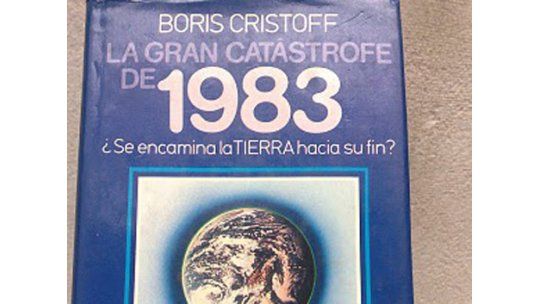 BORIS CRISTOFF
LA GRAN CATÁSTROFE
DE 1983
¿Se encamina la TIERRA hacia su fin?